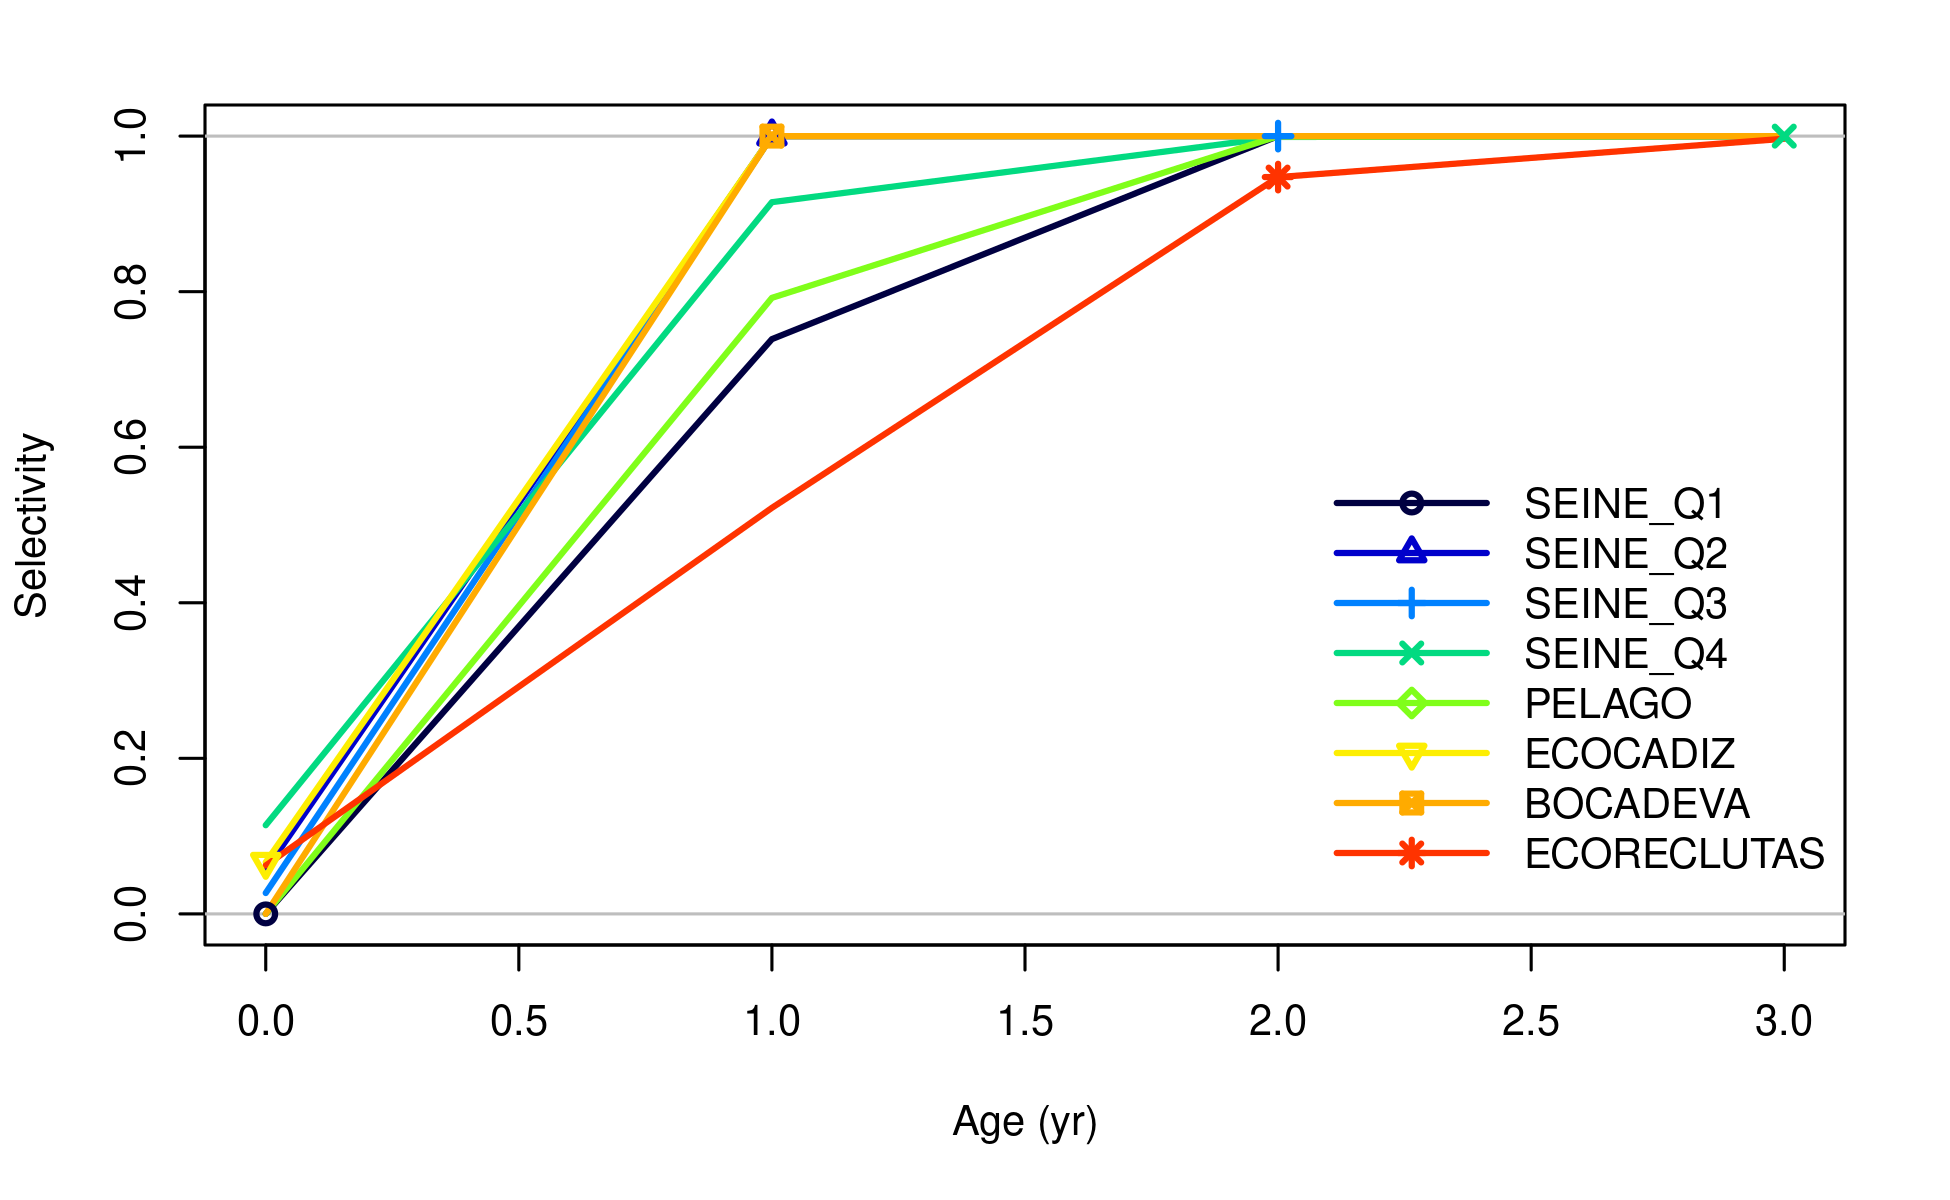 Selectivity
1.0
0.8
0.6
0.4
0.2
0.0
SEINE_Q1
SEINE_Q2
SEINE_Q3
SEINE_Q4
PELAGO
ECOCADIZ
BOCADEVA
ECORECLUTAS
0.0 0.5 1.0 1.5 2.0 2.5 3.0
Age (yr)